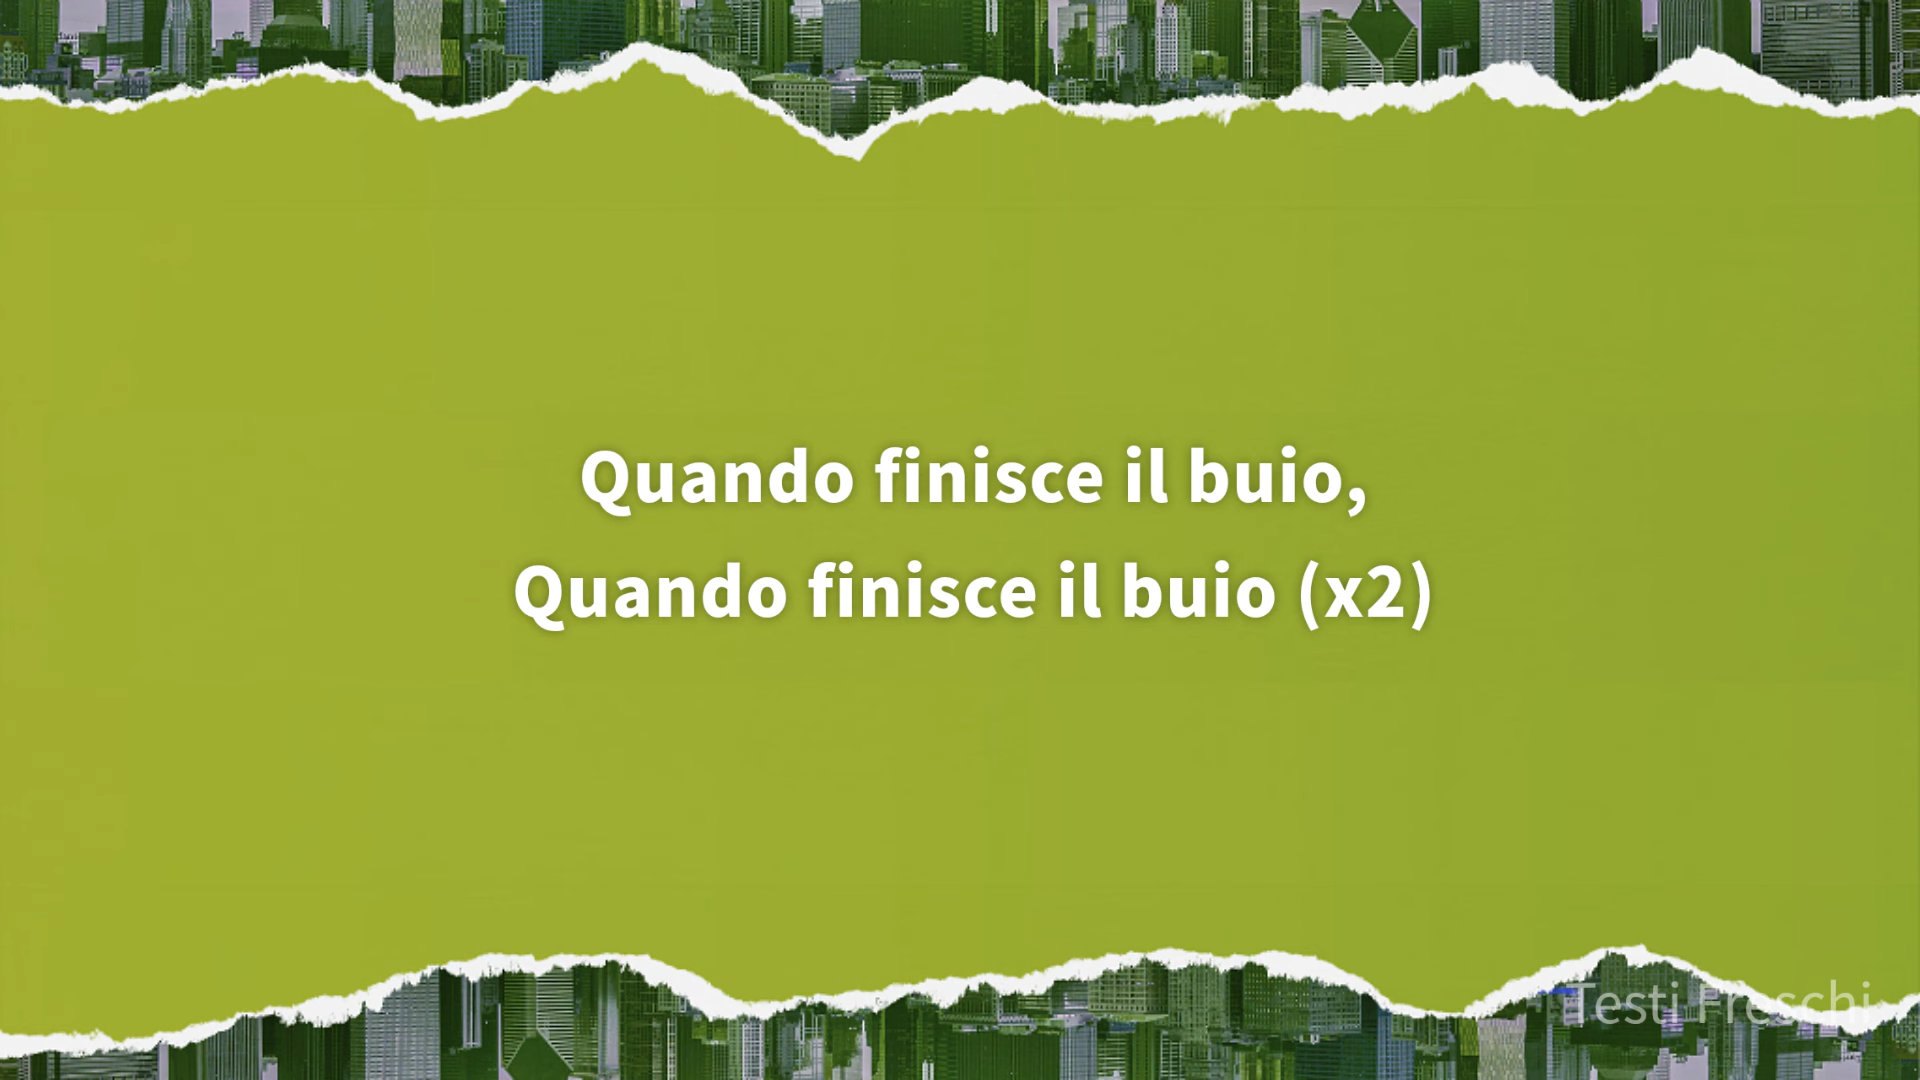 Quando finisce il buio,
Quando finisce il buio (x2)
Testi Freschi